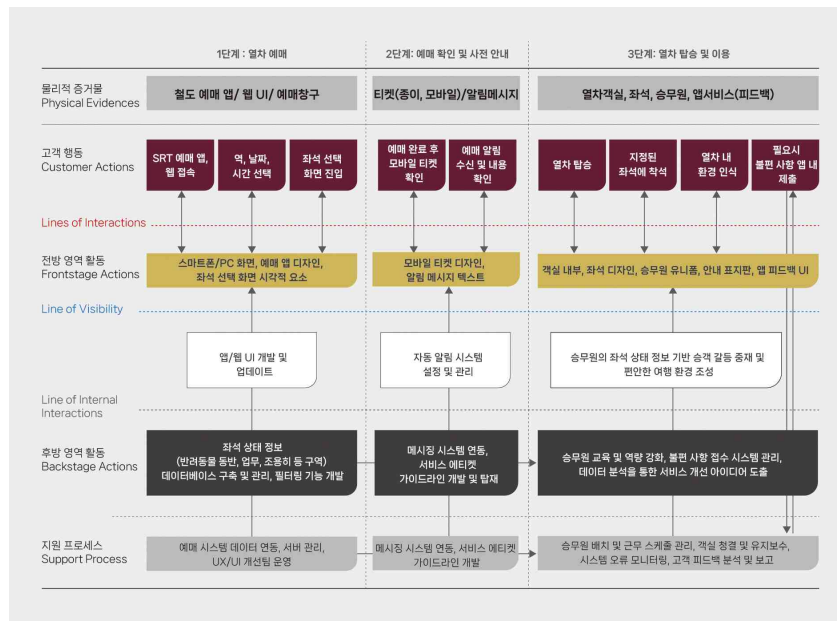 1단계 : 열차 예매
2단계: 예매 확인 및 사전 안내
3단계: 열차 탑승 및 이용
물리적 증거물
Physical Evidences
철도 예매 앱/ 웹 UI/ 예매창구
티켓(종이, 모바일)/알림메시지
열차객실, 좌석, 승무원, 앱서비스(피드백)
고객 행동
Customer Actions
SRT 예매 앱,
웹 접속
역, 날짜,
시간 선택
좌석 선택
화면 진입
예매 완료 후
모바일 티켓
확인
예매 알림
수신 및 내용
확인
열차 탑승
지정된
좌석에 착석
열차 내
환경 인식
필요시
불편 사항 앱 내
제출
Lines of Interactions
전방 영역 활동
Frontstage Actions
스마트폰/PC 화면, 예매 앱 디자인,
좌석 선택 화면 시각적 요소
모바일 티켓 디자인,
알림 메시지 텍스트
객실 내부, 좌석 디자인, 승무원 유니폼, 안내 표지판, 앱 피드백 UI
Line of Visibility
앱/웹 UI 개발 및
업데이트
자동 알림 시스템
설정 및 관리
승무원의 좌석 상태 정보 기반 승객 갈등 중재 및
편안한 여행 환경 조성
Line of Internal
Interactions
후방 영역 활동
Backstage Actions
좌석 상태 정보
(반려동물 동반, 업무, 조용히 등 구역)
데이터베이스 구축 및 관리, 필터링 기능 개발
메시징 시스템 연동,
서비스 에티켓
가이드라인 개발 및 탑재
승무원 교육 및 역량 강화, 불편 사항 접수 시스템 관리,
데이터 분석을 통한 서비스 개선 아이디어 도출
지원 프로세스
Support Process
예매 시스템 데이터 연동, 서버 관리,
UX/UI 개선팀 운영
메시징 시스템 연동, 서비스 에티켓
가이드라인 개발
승무원 배치 및 근무 스케줄 관리, 객실 청결 및 유지보수,
시스템 오류 모니터링, 고객 피드백 분석 및 보고